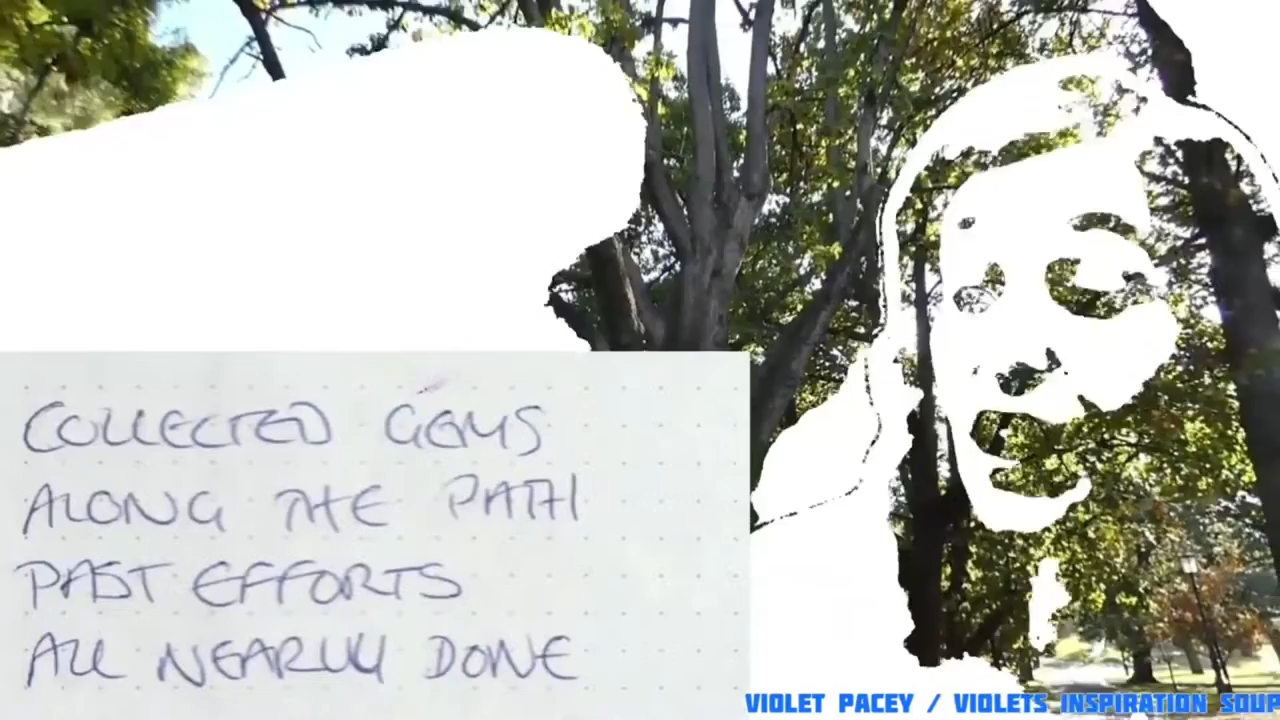 COLLECTED GEMS
ALONG THE PATH
PAST EFFORTS
ALL NEARLY DONE
VIOLET PACEY / VIOLETS INSPIRATION SOUP